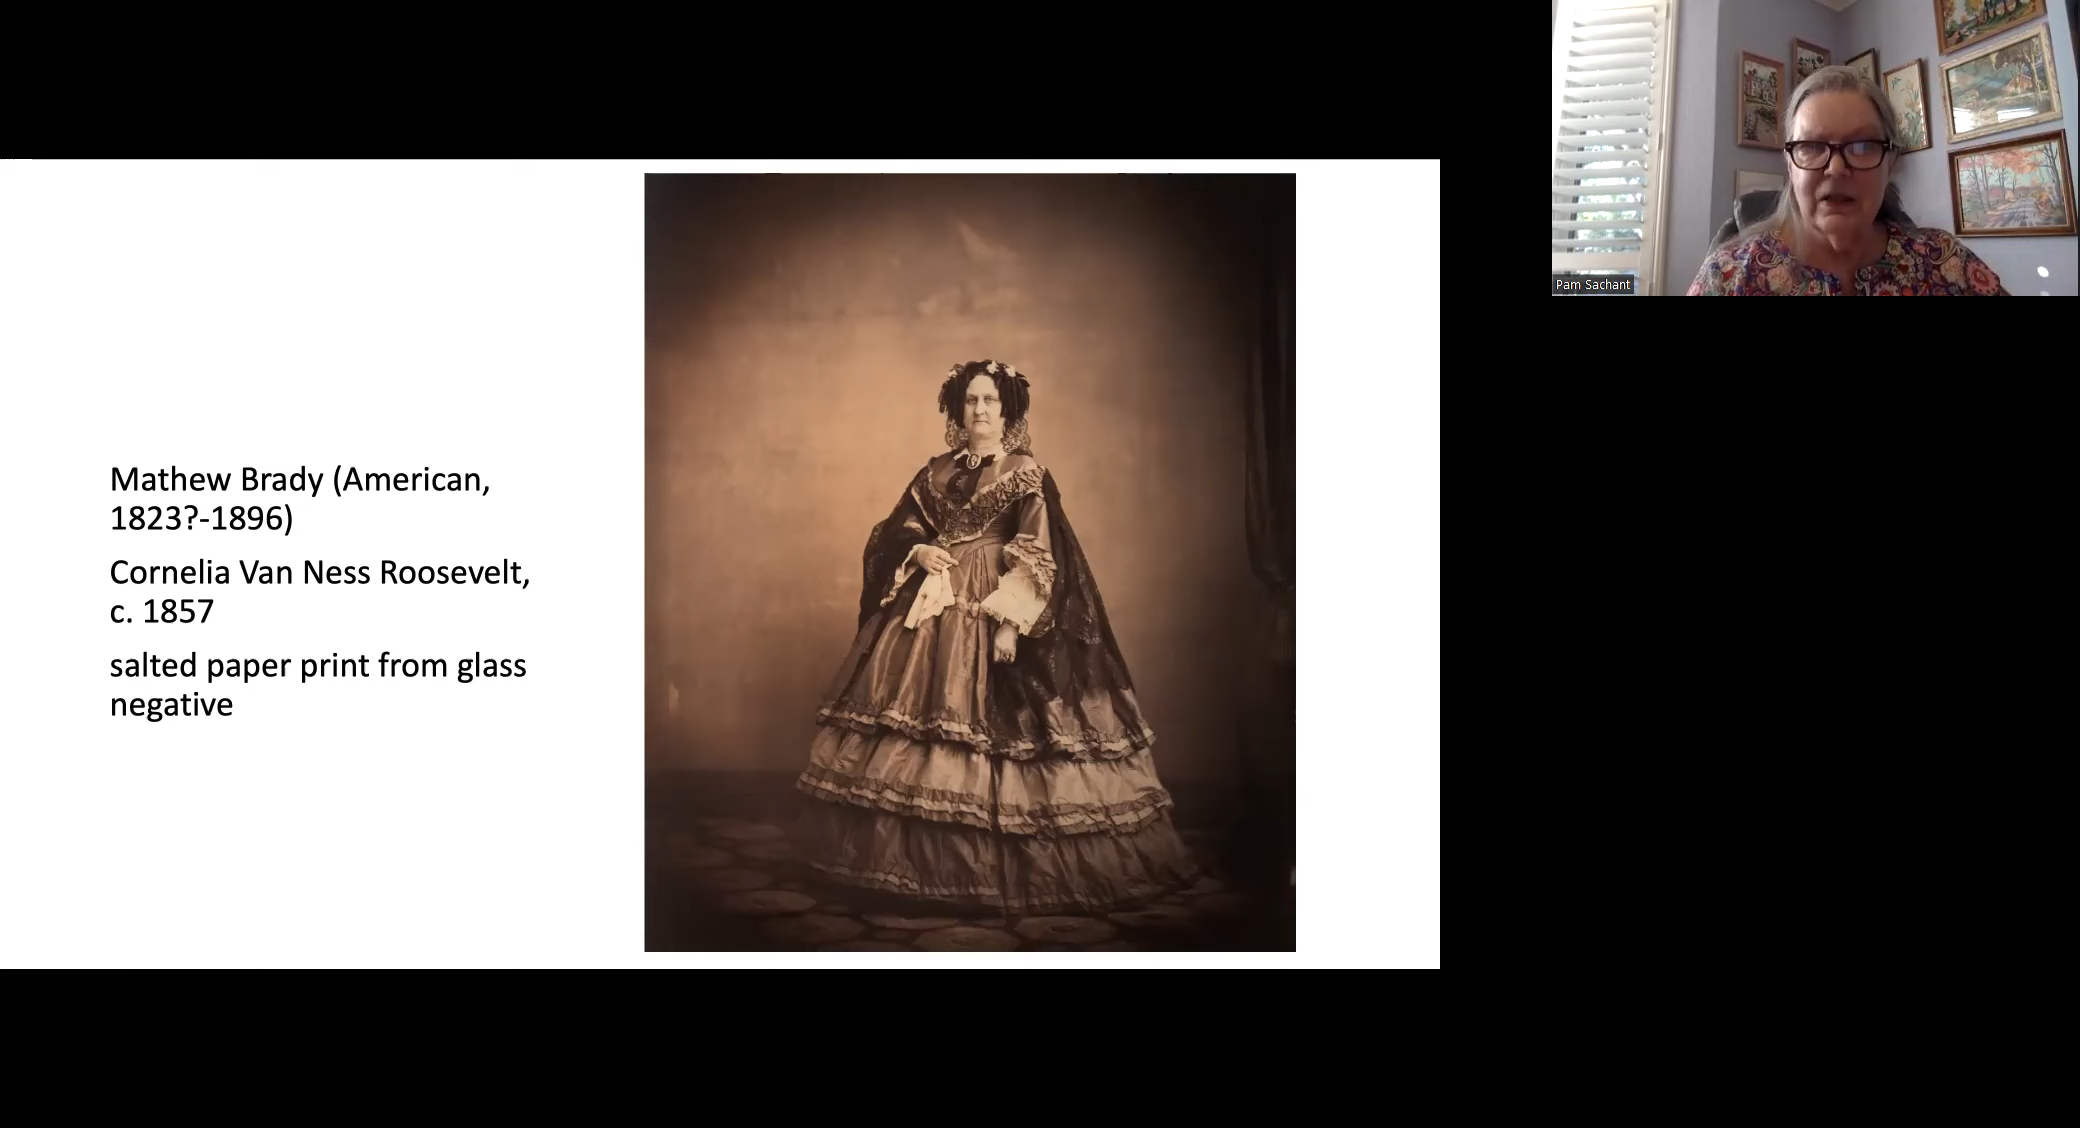 Mathew Brady (American,
1823?-1896)
Cornelia Van Ness Roosevelt,
c. 1857
salted paper print from glass
negative
Pam Sachant